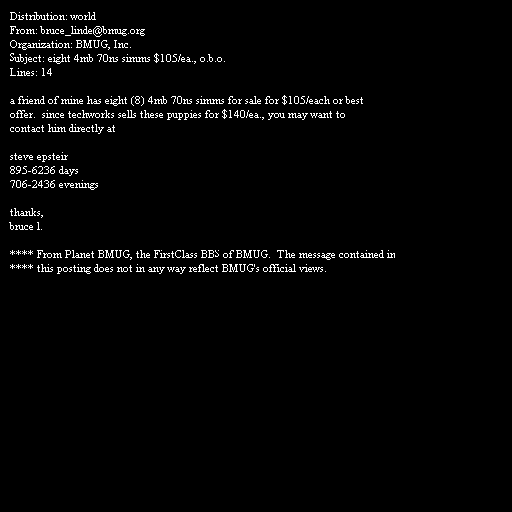 Distribution: world
From: bruce_linde@bmug.org
Organization: BMUG, Inc.
Subject: eight 4mb 70ns simms $105/ea., o.b.o.
Lines: 14
a friend of mine has eight (8) 4mb 70ns simms for sale for $105/each or best
offer.  since techworks sells these puppies for $140/ea., you may want to
contact him directly at
steve epsteir
895-6236 days
706-2436 evenings
thanks,
bruce l.
**** From Planet BMUG, the FirstClass BBS of BMUG.  The message contained in
**** this posting does not in any way reflect BMUG's official views.